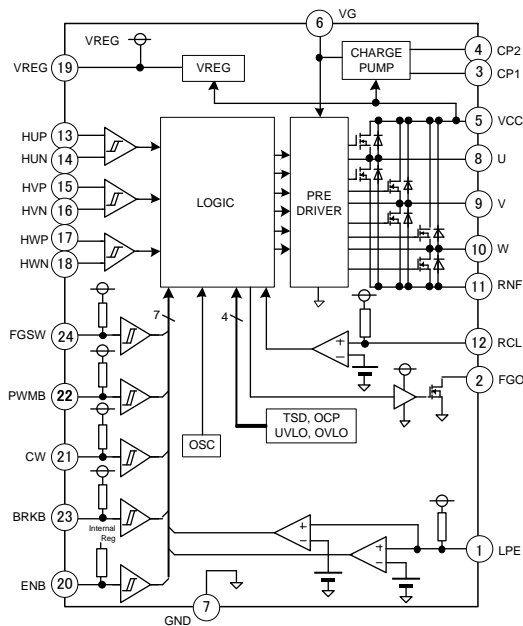 6 VG
VREG
VREG 19
VREG
CHARGE
PUMP
4 CP2
3 CP1
HUP 13
HUN 14
HVP 15
HVN 16
HWP 17
HWN 18
LOGIC
PRE
DRIVER
5 VCC
8 U
9 V
10 W
11 RNF
12 RCL
2 FGO
7
4
FGSW 24
PWMB 22
CW 21
BRKB 23
Internal
Reg
ENB 20
OSC
TSD, OCP
UVLO, OVLO
+
−
+
−
+
−
1 LPE
7
GND